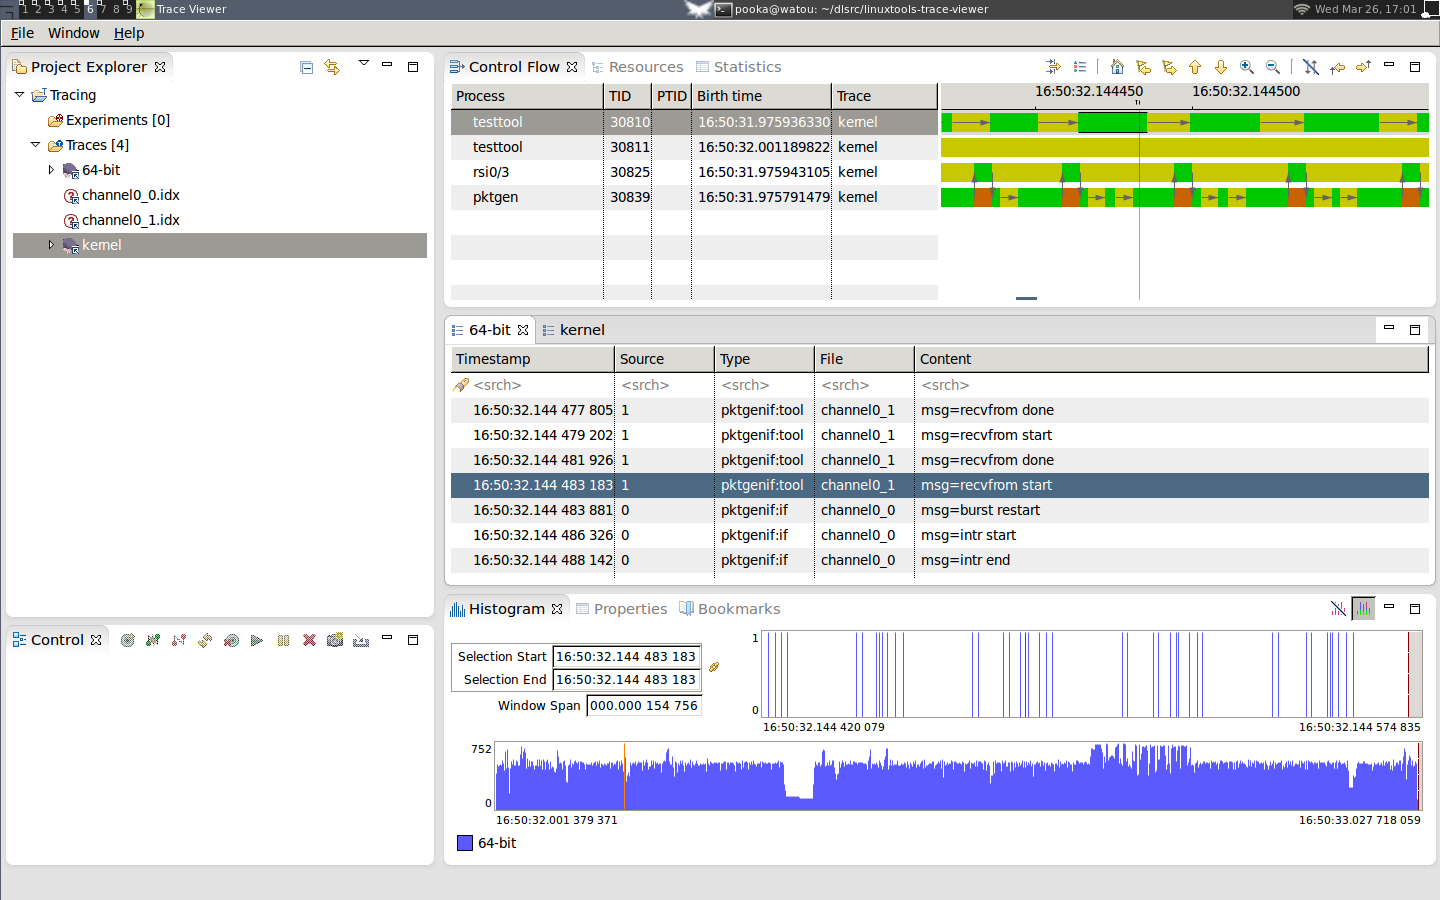 1 2 3 4 5 6 7 8 9 Trace Viewer pooka@watou: ~/dlsrc/linuxtools-trace-viewer Wed Mar 26, 17:01
File Window Help
Project Explorer
Tracing
Experiments [0]
Traces [4]
64-bit
channel0_0.idx
channel0_1.idx
kernel
Control
Control Flow Resources Statistics
Process TID PTID Birth time Trace 16:50:32.144450 16:50:32.144500
testtool 30810 16:50:31.975936330 kernel
testtool 30811 16:50:32.001189822 kernel
rsi0/3 30825 16:50:31.975943105 kernel
pktgen 30839 16:50:31.975791479 kernel
64-bit kernel
Timestamp Source Type File Content
<srch> <srch> <srch> <srch> <srch>
16:50:32.144 477 805 1 pktgenif:tool channel0_1 msg=recvfrom done
16:50:32.144 479 202 1 pktgenif:tool channel0_1 msg=recvfrom start
16:50:32.144 481 926 1 pktgenif:tool channel0_1 msg=recvfrom done
16:50:32.144 483 183 1 pktgenif:tool channel0_1 msg=recvfrom start
16:50:32.144 483 881 0 pktgenif:if channel0_0 msg=burst restart
16:50:32.144 486 326 0 pktgenif:if channel0_0 msg=intr start
16:50:32.144 488 142 0 pktgenif:if channel0_0 msg=intr end
Histogram Properties Bookmarks
Selection Start 16:50:32.144 483 183
Selection End 16:50:32.144 483 183
Window Span 000.000 154 756
1
0
16:50:32.144 420 079 16:50:32.144 574 835
752
0
16:50:32.001 379 371 16:50:33.027 718 059
64-bit